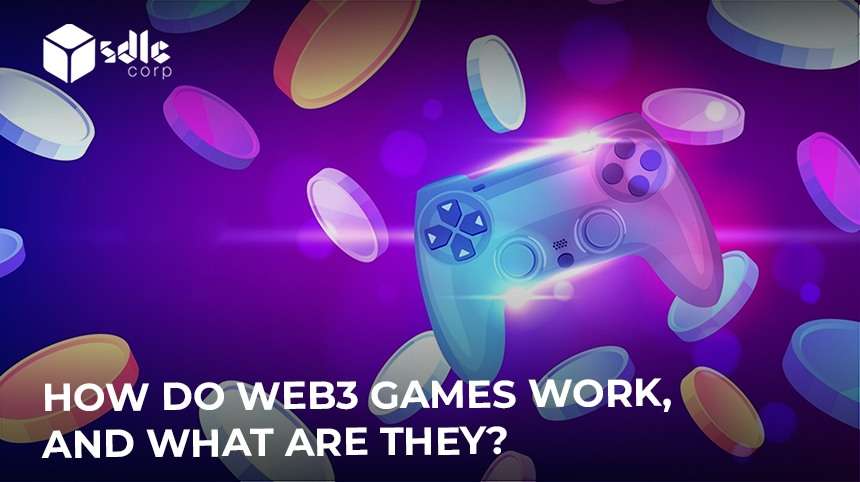 sdlc
corp
HOW DO WEB3 GAMES WORK,
AND WHAT ARE THEY?